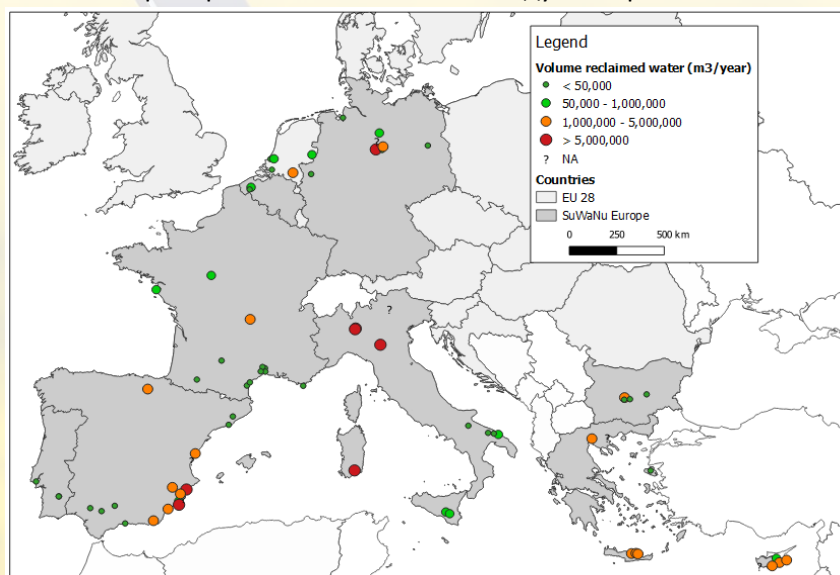 Legend
Volume reclaimed water (m3/year)
< 50,000
50,000 - 1,000,000
1,000,000 - 5,000,000
> 5,000,000
? NA
Countries
EU 28
SuWaNu Europe
0 250 500 km
?
?
?